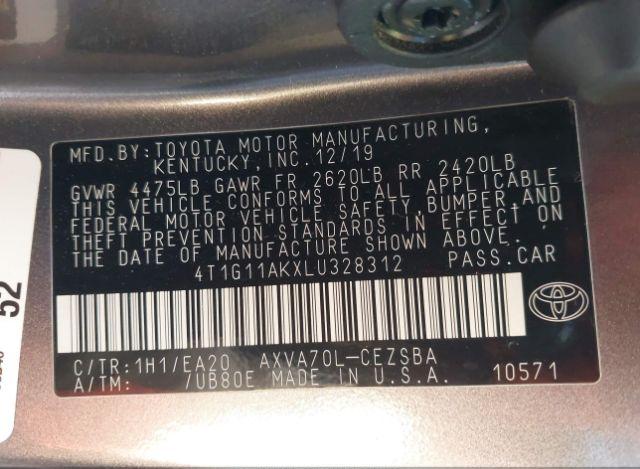 MFD.BY:TOYOTA MOTOR MANUFACTURING,
KENTUCKY,INC.12/19
GVWR 4475LB GAWR FR 2620LB RR 2420LB
THIS VEHICLE CONFORMS TO ALL APPLICABLE
FEDERAL MOTOR VEHICLE SAFETY, BUMPER,AND
THEFT PREVENTION STANDARDS IN EFFECT ON
THE DATE OF MANUFACTURE SHOWN ABOVE.
4T1G11AKXLU328312 PASS.CAR
C/TR:1H1/EA20 AXVA70L-CEZSBA
A/TM: /UB80E MADE IN U.S.A. 10571
52